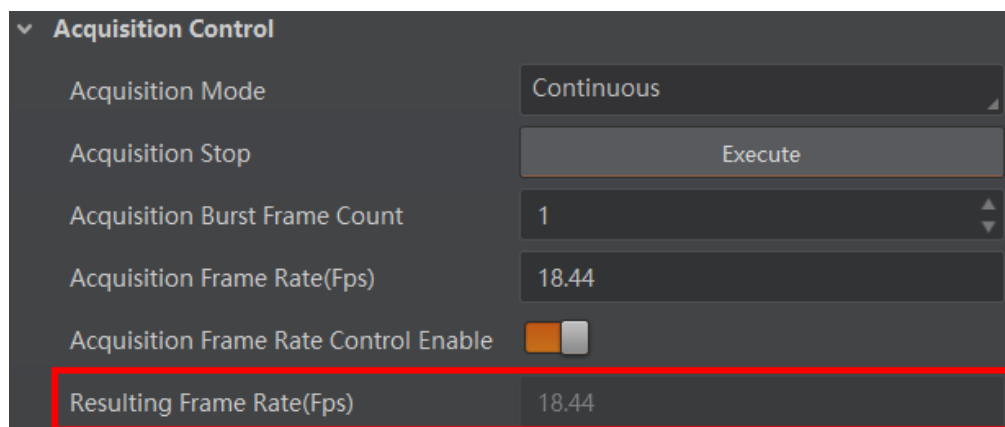 Acquisition Control
Acquisition Mode Continuous
Acquisition Stop Execute
Acquisition Burst Frame Count 1
Acquisition Frame Rate(Fps) 18.44
Acquisition Frame Rate Control Enable
Resulting Frame Rate(Fps) 18.44